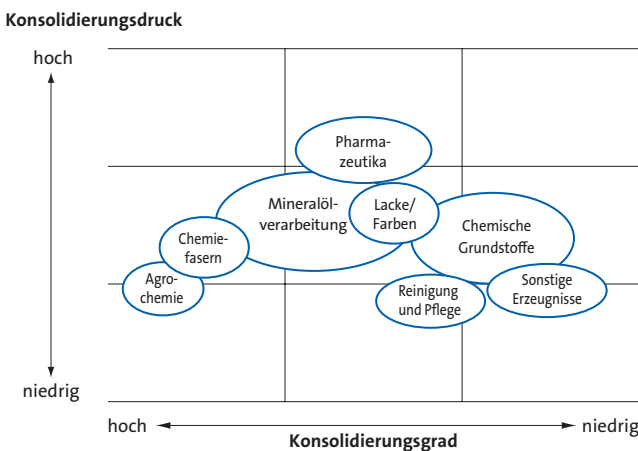 Konsolidierungsdruck
hoch
Pharma-
zeutika
Mineralöl-
verarbeitung
Lacke/
Farben
Chemische
Grundstoffe
Chemie-
fasern
Agro-
chemie
Reinigung
und Pflege
Sonstige
Erzeugnisse
niedrig
hoch
niedrig
Konsolidierungsgrad